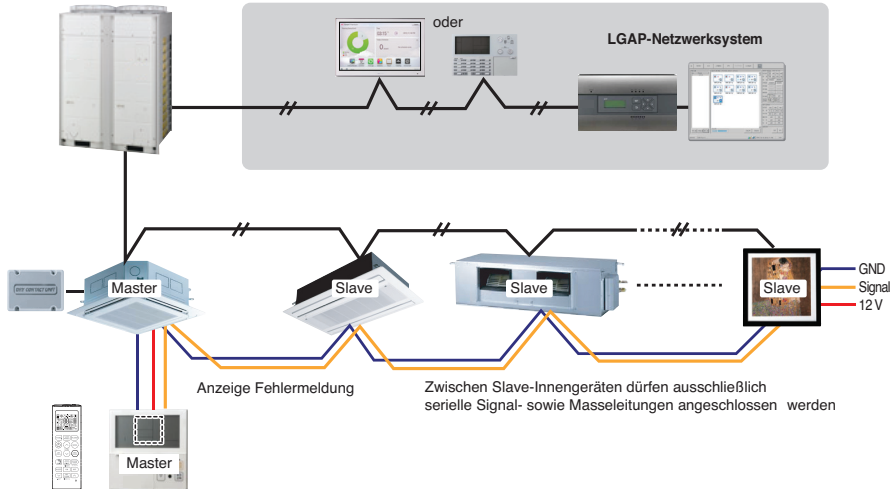 oder
LGAP-Netzwerksystem
Master
Slave
Slave
Slave
GND
Signal
12 V
Anzeige Fehlermeldung
Zwischen Slave-Innengeräten dürfen ausschließlich
serielle Signal- sowie Masseleitungen angeschlossen werden
Master